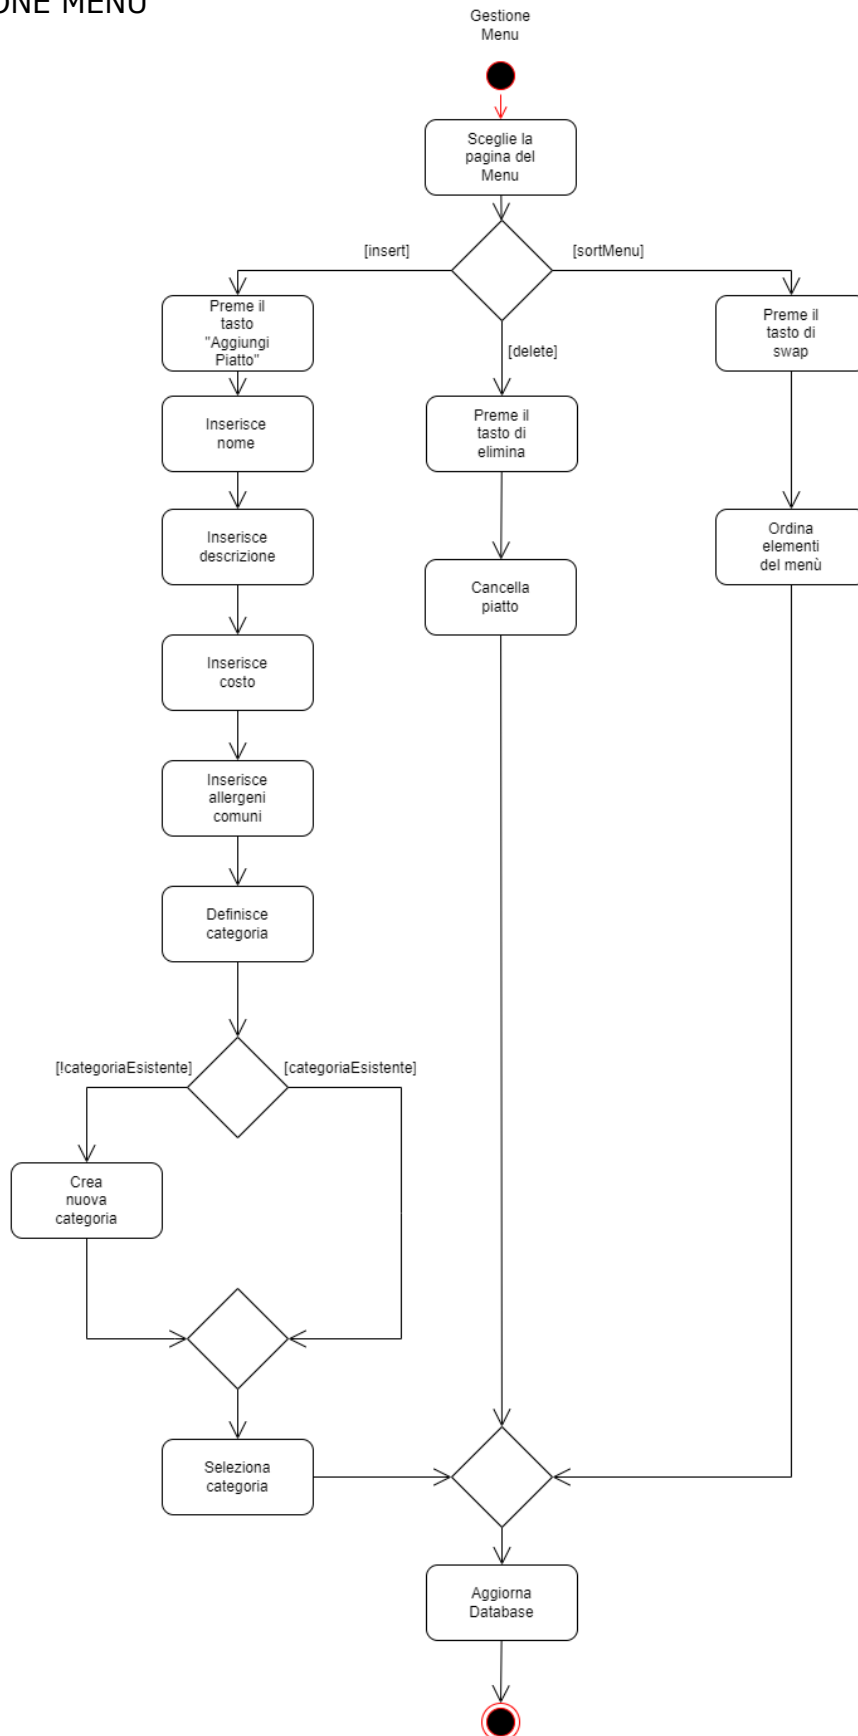 ONE MENU
Gestione
Menu
Sceglie la
pagina del
Menu
[insert]
[sortMenu]
Preme il
tasto
"Aggiungi
Piatto"
[delete]
Preme il
tasto di
swap
Inserisce
nome
Preme il
tasto di
elimina
Inserisce
descrizione
Ordina
elementi
del menù
Cancella
piatto
Inserisce
costo
Inserisce
allergeni
comuni
Definisce
categoria
[!categoriaEsistente]
[categoriaEsistente]
Crea
nuova
categoria
Seleziona
categoria
Aggiorna
Database